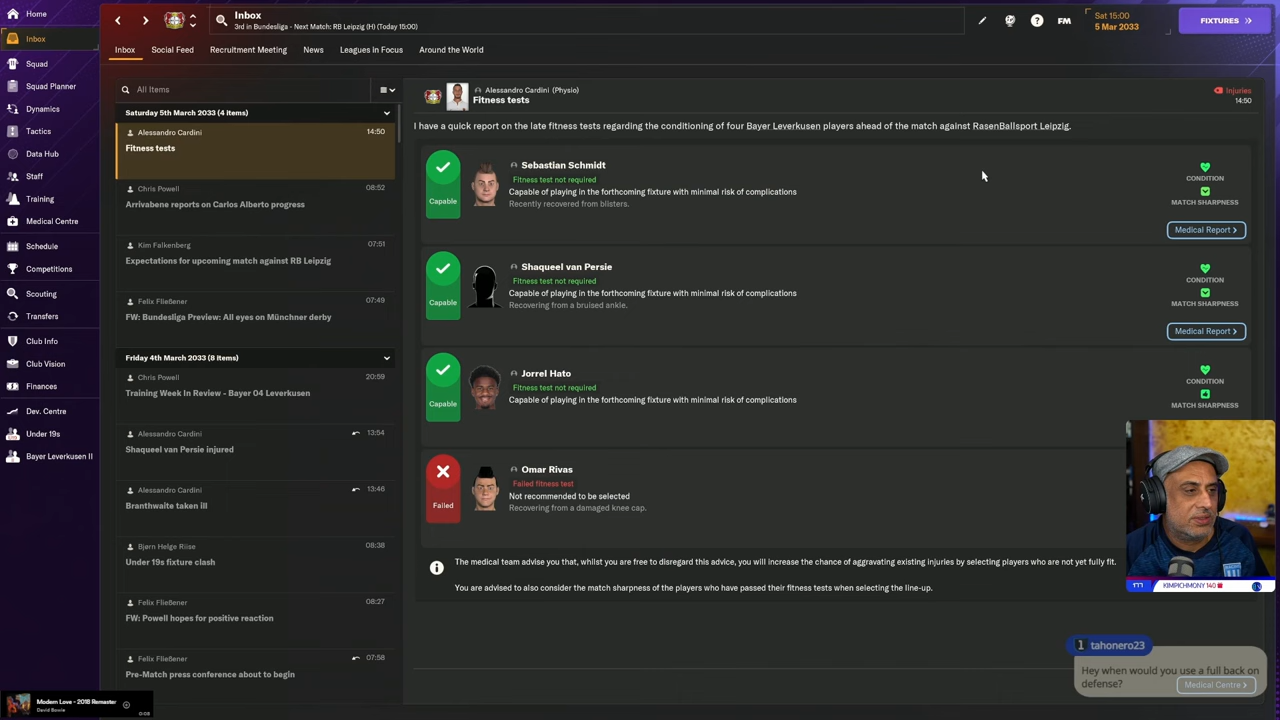 Home
Inbox
Squad
Squad Planner
Dynamics
Tactics
Data Hub
Staff
Training
Medical Centre
Schedule
Competitions
Scouting
Transfers
Club Info
Club Vision
Finances
Dev. Centre
Under 19s
Bayer Leverkusen II
Inbox
3rd in Bundesliga - Next Match: RB Leipzig (H) (Today 15:00)
FM
Sat 15:00
5 Mar 2033
FIXTURES
Inbox
Social Feed
Recruitment Meeting
News
Leagues in Focus
Around the World
All Items
Saturday 5th March 2033 (4 items)
Alessandro Cardini 14:50
Fitness tests
Chris Powell 08:52
Arrivabene reports on Carlos Alberto progress
Kim Falkenberg 07:51
Expectations for upcoming match against RB Leipzig
Felix Fließener 07:49
FW: Bundesliga Preview: All eyes on Münchner derby
Friday 4th March 2033 (8 items)
Chris Powell 20:59
Training Week In Review - Bayer 04 Leverkusen
Alessandro Cardini 13:54
Shaqueel van Persie injured
Alessandro Cardini 13:46
Branthwaite taken ill
Bjørn Helge Riise 08:38
Under 19s fixture clash
Felix Fließener 08:27
FW: Powell hopes for positive reaction
Felix Fließener 07:58
Pre-Match press conference about to begin
Alessandro Cardini (Physio)
Fitness tests
Injuries
14:50
I have a quick report on the late fitness tests regarding the conditioning of four Bayer Leverkusen players ahead of the match against RasenBallsport Leipzig.
Capable
Sebastian Schmidt
Fitness test not required
Capable of playing in the forthcoming fixture with minimal risk of complications
Recently recovered from blisters.
CONDITION
MATCH SHARPNESS
Medical Report
Capable
Shaqueel van Persie
Fitness test not required
Capable of playing in the forthcoming fixture with minimal risk of complications
Recovering from a bruised ankle.
CONDITION
MATCH SHARPNESS
Medical Report
Capable
Jorrel Hato
Fitness test not required
Capable of playing in the forthcoming fixture with minimal risk of complications
CONDITION
MATCH SHARPNESS
Failed
Omar Rivas
Failed fitness test
Not recommended to be selected
Recovering from a damaged knee cap.
The medical team advise you that, whilst you are free to disregard this advice, you will increase the chance of aggravating existing injuries by selecting players who are not yet fully fit.
You are advised to also consider the match sharpness of the players who have passed their fitness tests when selecting the line-up.
KIMPICHMONY 140
1 tahonero23
Hey when would you use a full back on
defense?
Medical Centre
Modern Love - 2018 Remaster
David Bowie
0:08